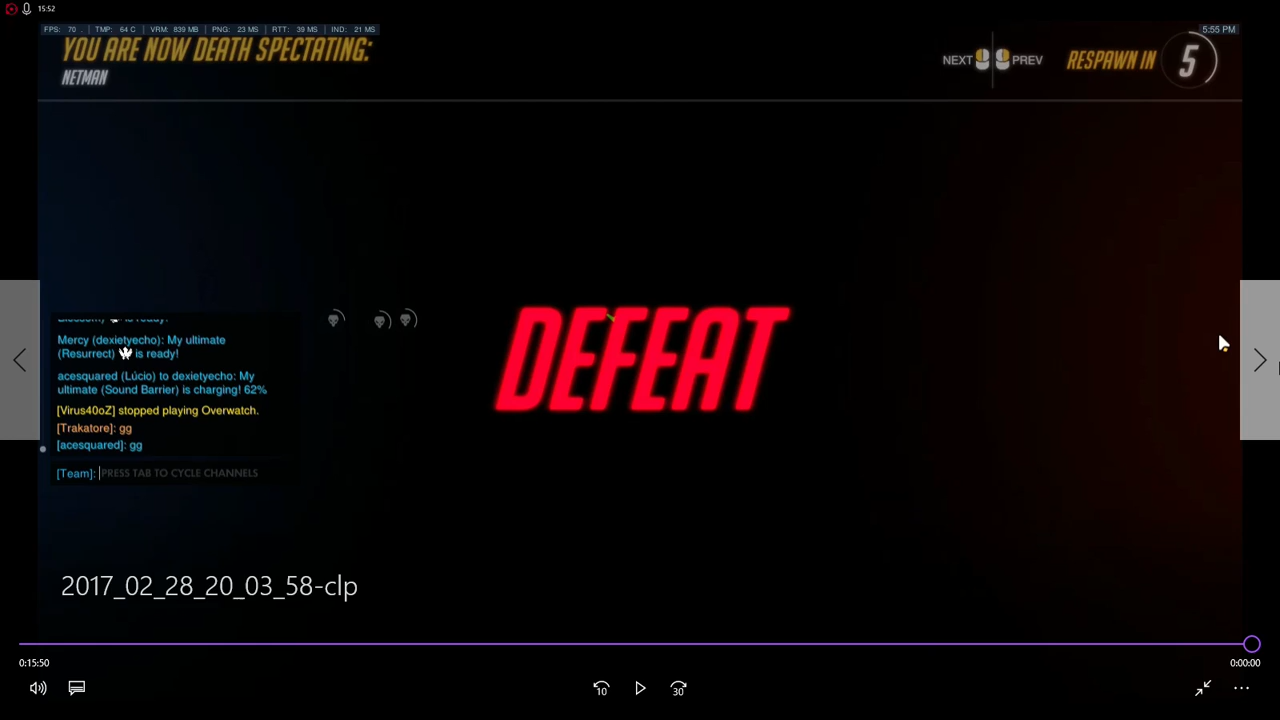 15:52
FPS: 70 . | TMP: 64 C | VRM: 839 MB | PNG: 23 MS | RTT: 39 MS | IND: 21 MS
5:55 PM
YOU ARE NOW DEATH SPECTATING:
NETMAN
NEXT PREV
RESPAWN IN 5
DEFEAT
is ready!
Mercy (dexietyecho): My ultimate
(Resurrect) is ready!
acesquared (Lúcio) to dexietyecho: My
ultimate (Sound Barrier) is charging! 62%
[Virus40oZ] stopped playing Overwatch.
[Trakatore]: gg
[acesquared]: gg
[Team]: PRESS TAB TO CYCLE CHANNELS
2017_02_28_20_03_58-clp
0:15:50
0:00:00
10
30